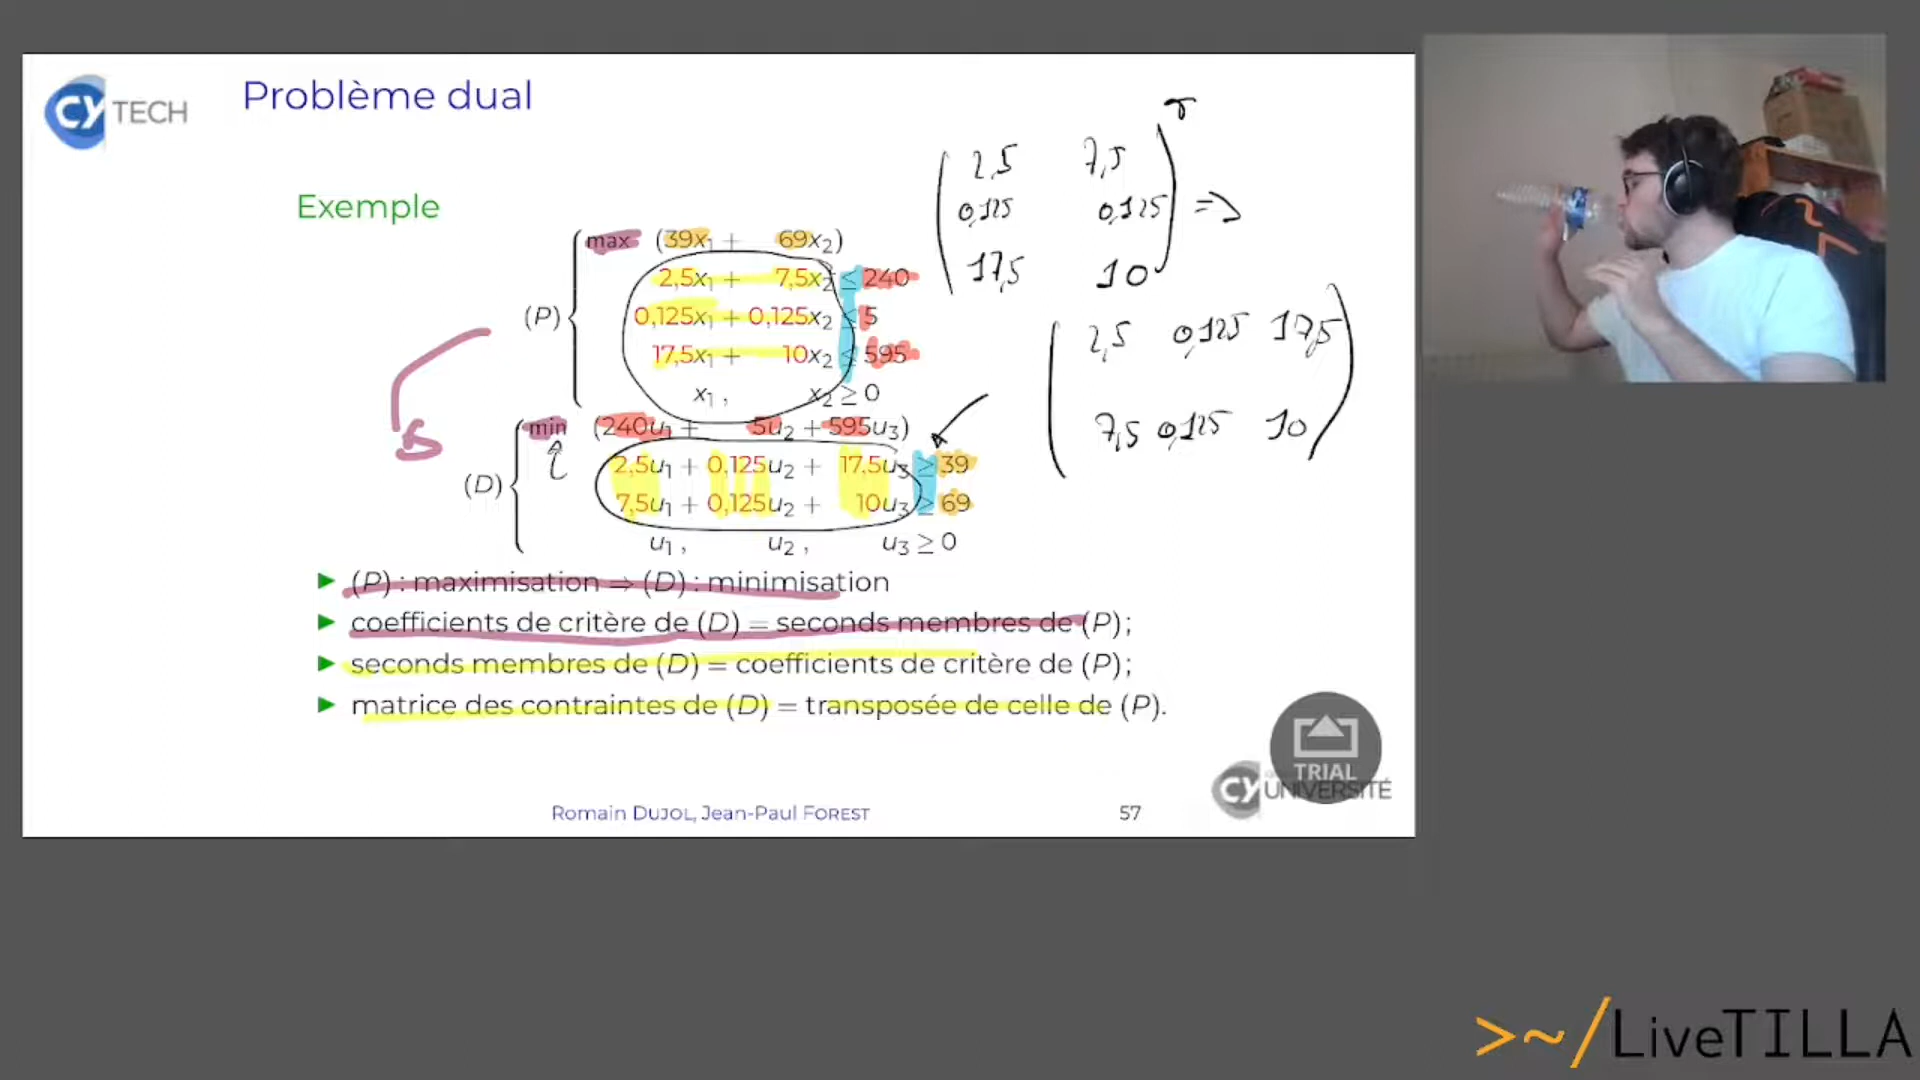 CY TECH
Problème dual
Exemple
(P)
max (39x₁ + 69x₂)
2,5x₁ + 7,5x₂ ≤ 240
0,125x₁ + 0,125x₂ ≤ 5
17,5x₁ + 10x₂ ≤ 595
x₁ , x₂ ≥ 0
(D)
min (240u₁ + 5u₂ + 595u₃)
2,5u₁ + 0,125u₂ + 17,5u₃ ≥ 39
7,5u₁ + 0,125u₂ + 10u₃ ≥ 69
u₁ , u₂ , u₃ ≥ 0
T
2,5 7,5
0,125 0,125 =>
17,5 10
2,5 0,125 17,5
7,5 0,125 10
(P) : maximisation ⇒ (D) : minimisation
coefficients de critère de (D) = seconds membres de (P) ;
seconds membres de (D) = coefficients de critère de (P) ;
matrice des contraintes de (D) = transposée de celle de (P).
TRIAL
CY UNIVERSITÉ
Romain DUJOL, Jean-Paul FOREST 57
>~/LiveTILLA